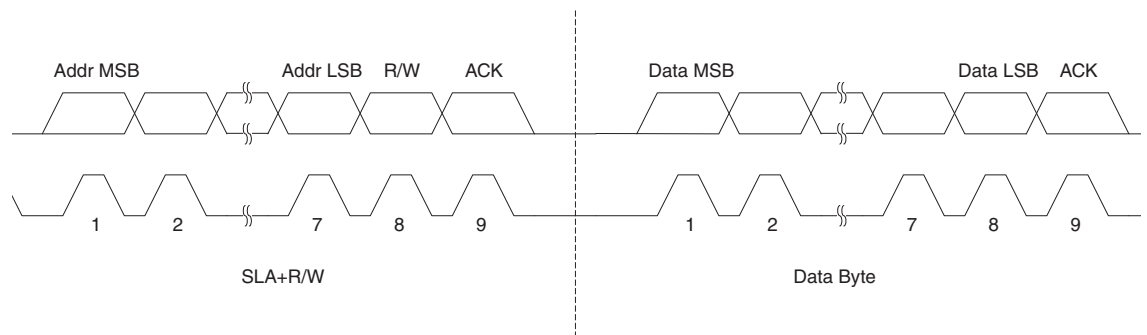 Addr MSB Addr LSB R/W ACK Data MSB Data LSB ACK
1 2 7 8 9 1 2 7 8 9
SLA+R/W Data Byte